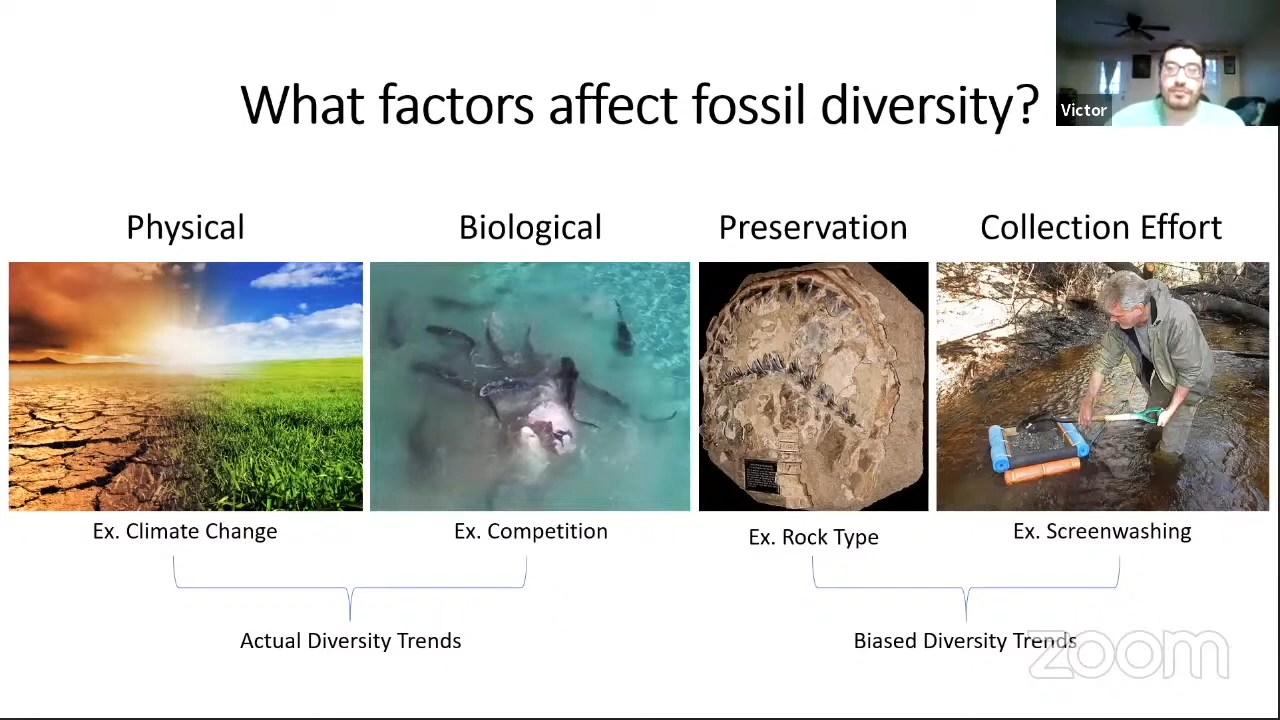 What factors affect fossil diversity?
Victor
Physical
Biological
Preservation
Collection Effort
Ex. Climate Change
Ex. Competition
Ex. Rock Type
Ex. Screenwashing
Actual Diversity Trends
Biased Diversity Trends
zoom